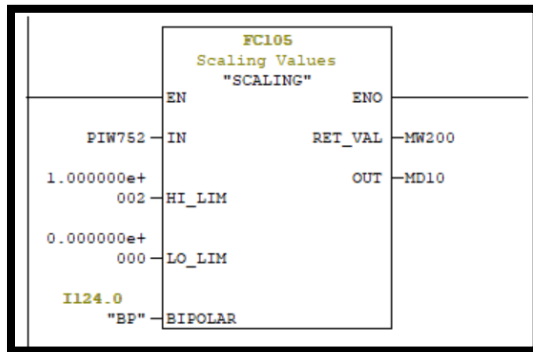 FC105
Scaling Values
"SCALING"
EN ENO
PIW752 IN RET_VAL MW200
1.000000e+
002 HI_LIM OUT MD10
0.000000e+
000 LO_LIM
I124.0
"BP" BIPOLAR